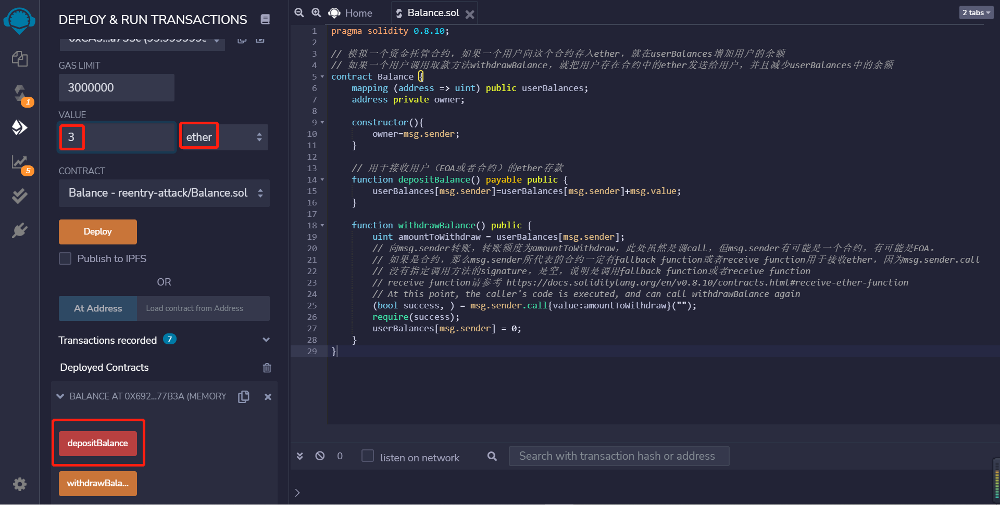 DEPLOY & RUN TRANSACTIONS
GAS LIMIT
3000000
VALUE
3
ether
CONTRACT
Balance - reentry-attack/Balance.sol
Deploy
Publish to IPFS
OR
At Address
Load contract from Address
Transactions recorded 7
Deployed Contracts
BALANCE AT 0X692...77B3A (MEMORY
depositBalance
withdrawBala...
1
5
Home
Balance.sol
2 tabs
1 pragma solidity 0.8.10;
2
3 // 模拟一个资金托管合约，如果一个用户向这个合约存入ether，就在userBalances增加用户的余额
4 // 如果一个用户调用取款方法withdrawBalance，就把用户存在合约中的ether发送给用户，并且减少userBalances中的余额
5 contract Balance {
6 mapping (address => uint) public userBalances;
7 address private owner;
8
9 constructor(){
10 owner=msg.sender;
11 }
12
13 // 用于接收用户（EOA或者合约）的ether存款
14 function depositBalance() payable public {
15 userBalances[msg.sender]=userBalances[msg.sender]+msg.value;
16 }
17
18 function withdrawBalance() public {
19 uint amountToWithdraw = userBalances[msg.sender];
20 // 向msg.sender转账，转账额度为amountToWithdraw，此处虽然是调call，但msg.sender有可能是一个合约，有可能是EOA。
21 // 如果是合约，那么msg.sender所代表的合约一定有fallback function或者receive function用于接收ether，因为msg.sender.call
22 // 没有指定调用方法的signature，是空，说明是调用fallback function或者receive function
23 // receive function请参考 https://docs.soliditylang.org/en/v0.8.10/contracts.html#receive-ether-function
24 // At this point, the caller's code is executed, and can call withdrawBalance again
25 (bool success, ) = msg.sender.call{value:amountToWithdraw}("");
26 require(success);
27 userBalances[msg.sender] = 0;
28 }
29 }
0
listen on network
Search with transaction hash or address
>